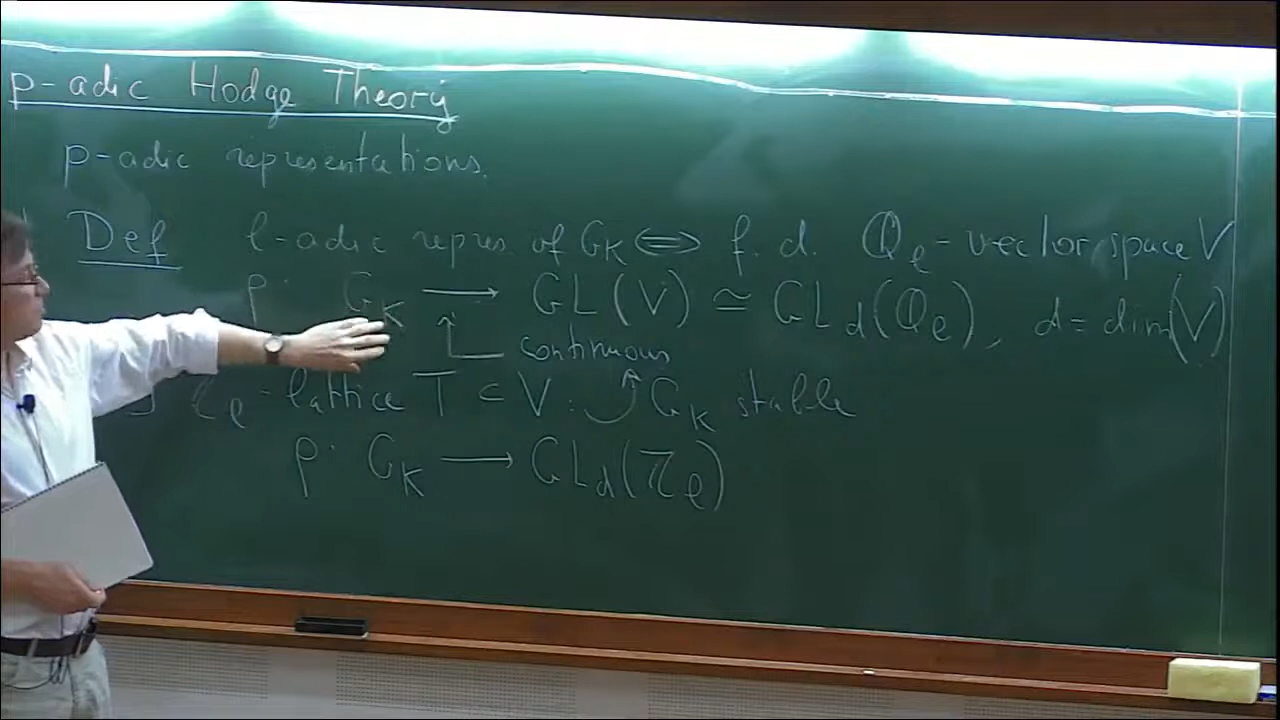 p-adic Hodge Theory
p-adic representations.
Def ℓ-adic repres of G_K ⟺ f.d. ℚ_ℓ-vector space V
ρ: G_K ⟶ GL(V) ≃ GL_d(ℚ_ℓ), d = dim(V)
continuous
ℤ_ℓ-lattice T ⊂ V: G_K stable
ρ: G_K ⟶ GL_d(ℤ_ℓ)